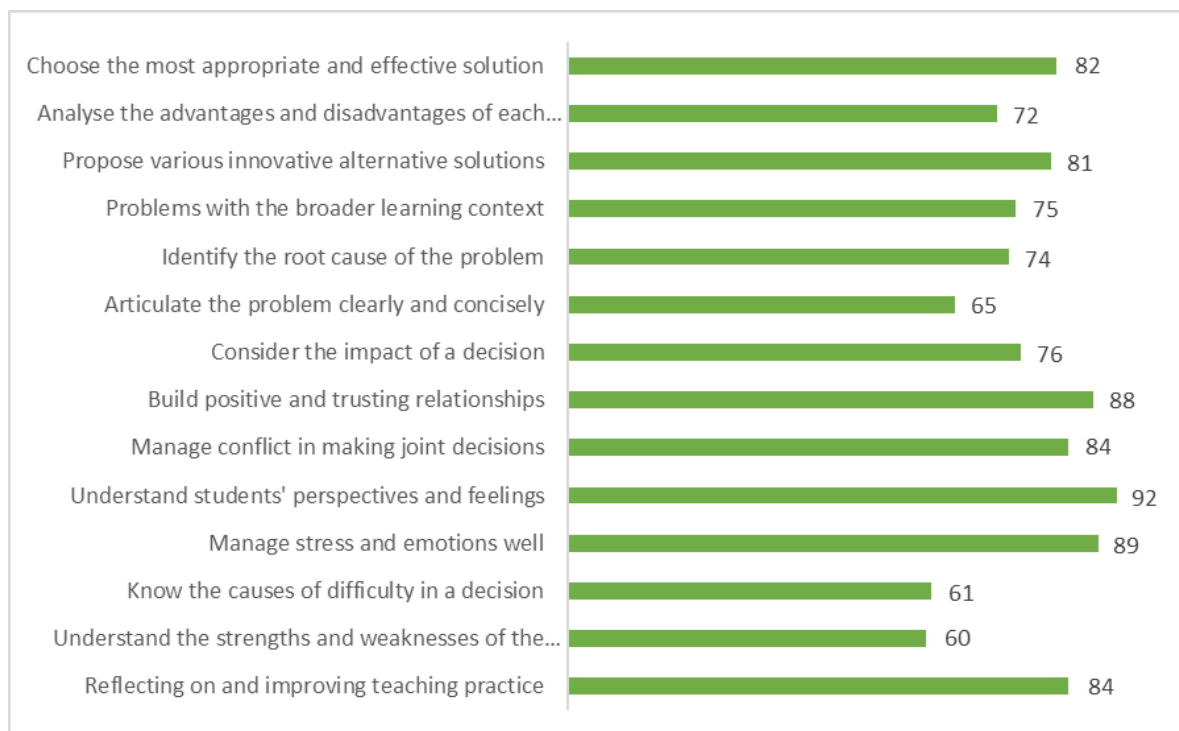 Choose the most appropriate and effective solution 82
Analyse the advantages and disadvantages of each... 72
Propose various innovative alternative solutions 81
Problems with the broader learning context 75
Identify the root cause of the problem 74
Articulate the problem clearly and concisely 65
Consider the impact of a decision 76
Build positive and trusting relationships 88
Manage conflict in making joint decisions 84
Understand students' perspectives and feelings 92
Manage stress and emotions well 89
Know the causes of difficulty in a decision 61
Understand the strengths and weaknesses of the... 60
Reflecting on and improving teaching practice 84